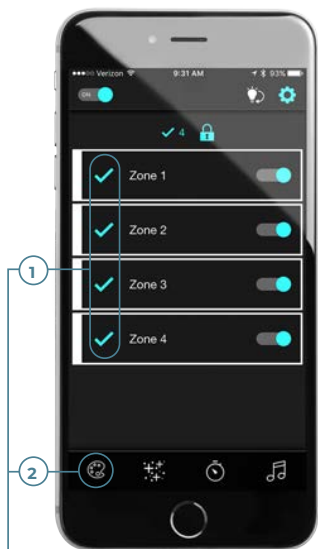 Verizon 9:31 AM 93%
ON
4
Zone 1
Zone 2
1
Zone 3
Zone 4
2